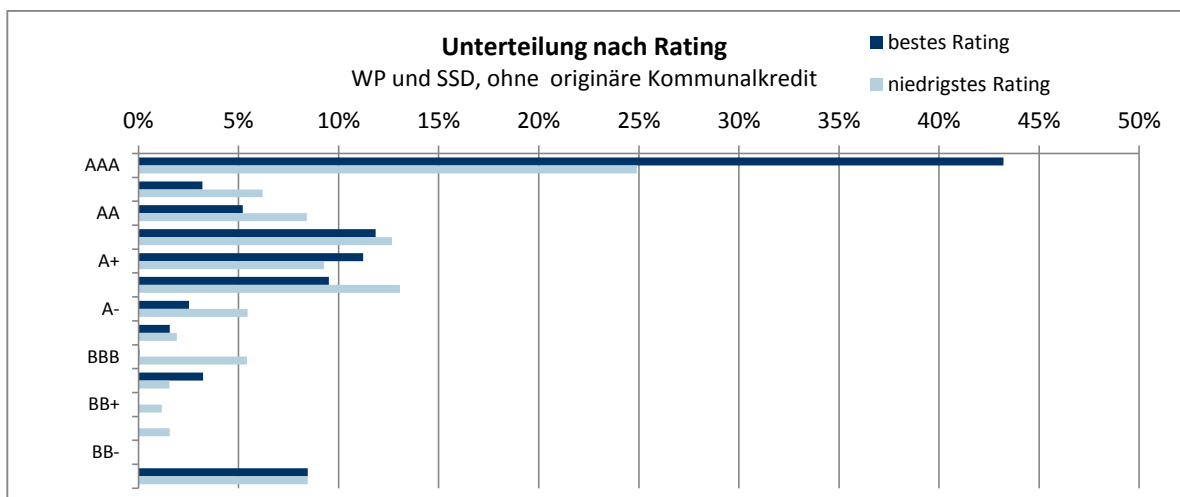 Unterteilung nach Rating
WP und SSD, ohne originäre Kommunalkredit
bestes Rating
niedrigstes Rating
0% 5% 10% 15% 20% 25% 30% 35% 40% 45% 50%
AAA
AA
A+
A-
BBB
BB+
BB-